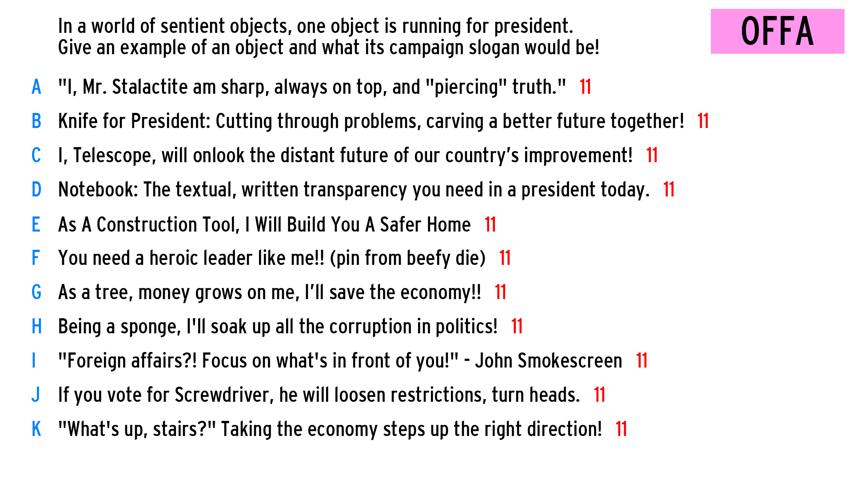 In a world of sentient objects, one object is running for president.
Give an example of an object and what its campaign slogan would be!
OFFA
A "I, Mr. Stalactite am sharp, always on top, and "piercing" truth." 11
B Knife for President: Cutting through problems, carving a better future together! 11
C I, Telescope, will onlook the distant future of our country's improvement! 11
D Notebook: The textual, written transparency you need in a president today. 11
E As A Construction Tool, I Will Build You A Safer Home 11
F You need a heroic leader like me!! (pin from beefy die) 11
G As a tree, money grows on me, I'll save the economy!! 11
H Being a sponge, I'll soak up all the corruption in politics! 11
I "Foreign affairs?! Focus on what's in front of you!" - John Smokescreen 11
J If you vote for Screwdriver, he will loosen restrictions, turn heads. 11
K "What's up, stairs?" Taking the economy steps up the right direction! 11